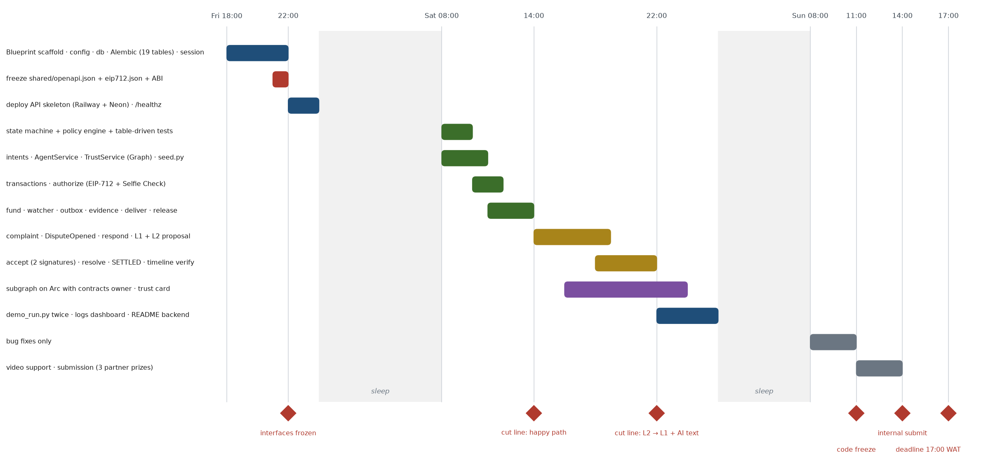 Fri 18:00
22:00
Sat 08:00
14:00
22:00
Sun 08:00
11:00
14:00
17:00
Blueprint scaffold · config · db · Alembic (19 tables) · session
freeze shared/openapi.json + eip712.json + ABI
deploy API skeleton (Railway + Neon) · /healthz
state machine + policy engine + table-driven tests
intents · AgentService · TrustService (Graph) · seed.py
transactions · authorize (EIP-712 + Selfie Check)
fund · watcher · outbox · evidence · deliver · release
complaint · DisputeOpened · respond · L1 + L2 proposal
accept (2 signatures) · resolve · SETTLED · timeline verify
subgraph on Arc with contracts owner · trust card
demo_run.py twice · logs dashboard · README backend
bug fixes only
video support · submission (3 partner prizes)
sleep
sleep
interfaces frozen
cut line: happy path
cut line: L2 → L1 + AI text
internal submit
code freeze
deadline 17:00 WAT